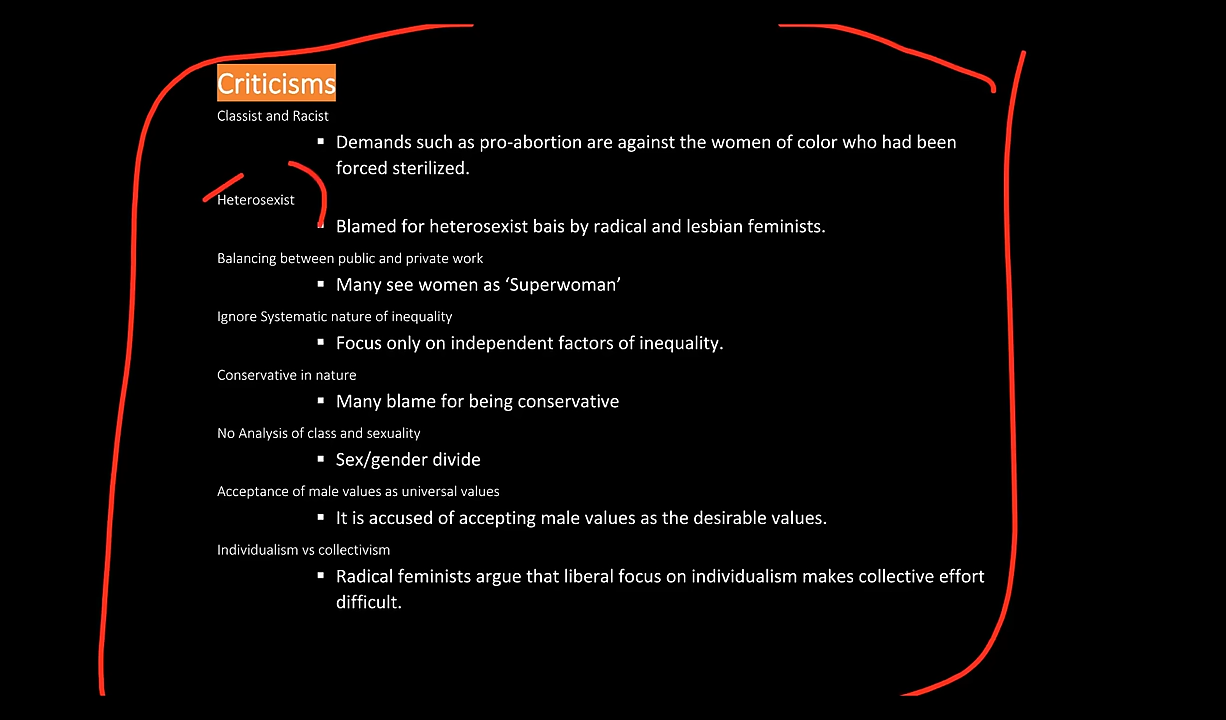 Criticisms
Classist and Racist
▪ Demands such as pro-abortion are against the women of color who had been
forced sterilized.
Heterosexist
▪ Blamed for heterosexist bais by radical and lesbian feminists.
Balancing between public and private work
▪ Many see women as ‘Superwoman’
Ignore Systematic nature of inequality
▪ Focus only on independent factors of inequality.
Conservative in nature
▪ Many blame for being conservative
No Analysis of class and sexuality
▪ Sex/gender divide
Acceptance of male values as universal values
▪ It is accused of accepting male values as the desirable values.
Individualism vs collectivism
▪ Radical feminists argue that liberal focus on individualism makes collective effort
difficult.